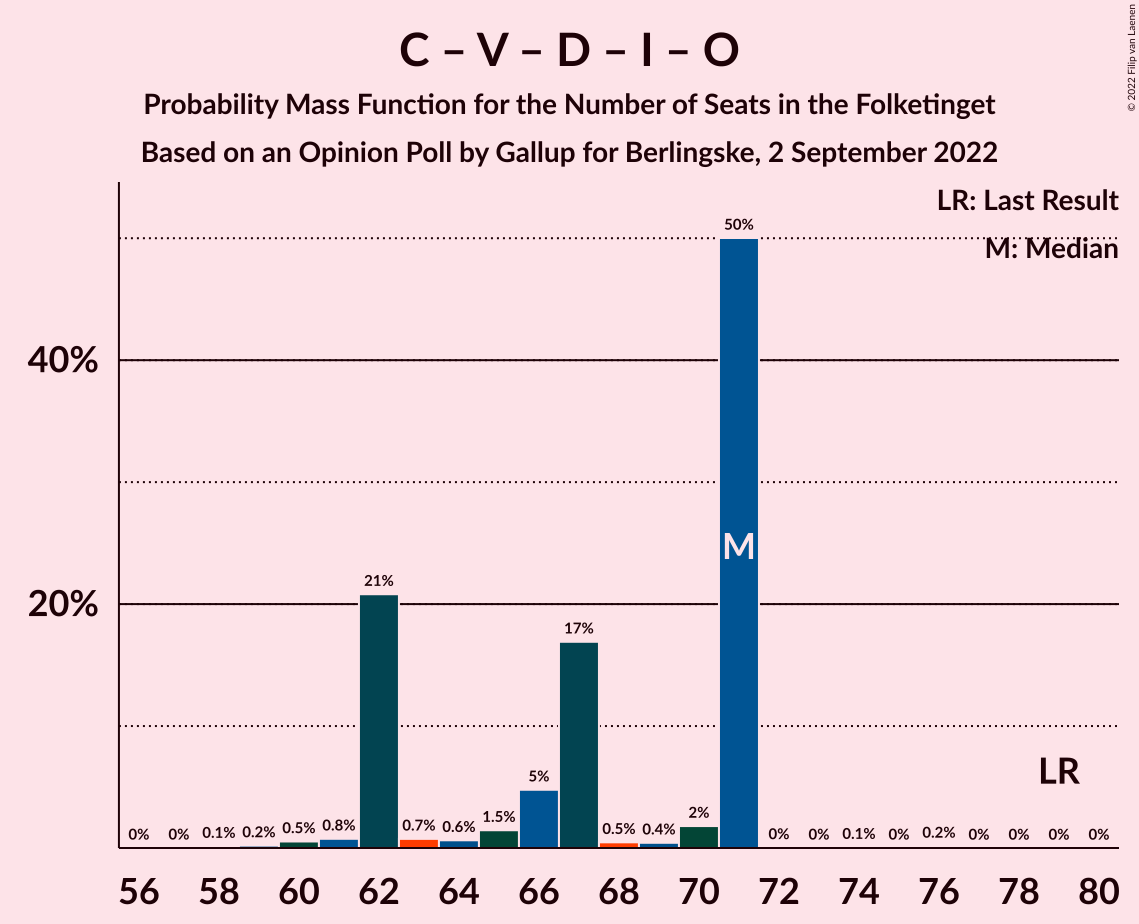 C – V – D – I – O
Probability Mass Function for the Number of Seats in the Folketinget
Based on an Opinion Poll by Gallup for Berlingske, 2 September 2022
© 2022 Filip van Laenen
LR: Last Result
M: Median
40%
20%
0% 0% 0.1% 0.2% 0.5% 0.8% 21% 0.7% 0.6% 1.5% 5% 17% 0.5% 0.4% 2% 50% 0% 0% 0.1% 0% 0.2% 0% 0% 0% 0%
M
LR
56 58 60 62 64 66 68 70 72 74 76 78 80